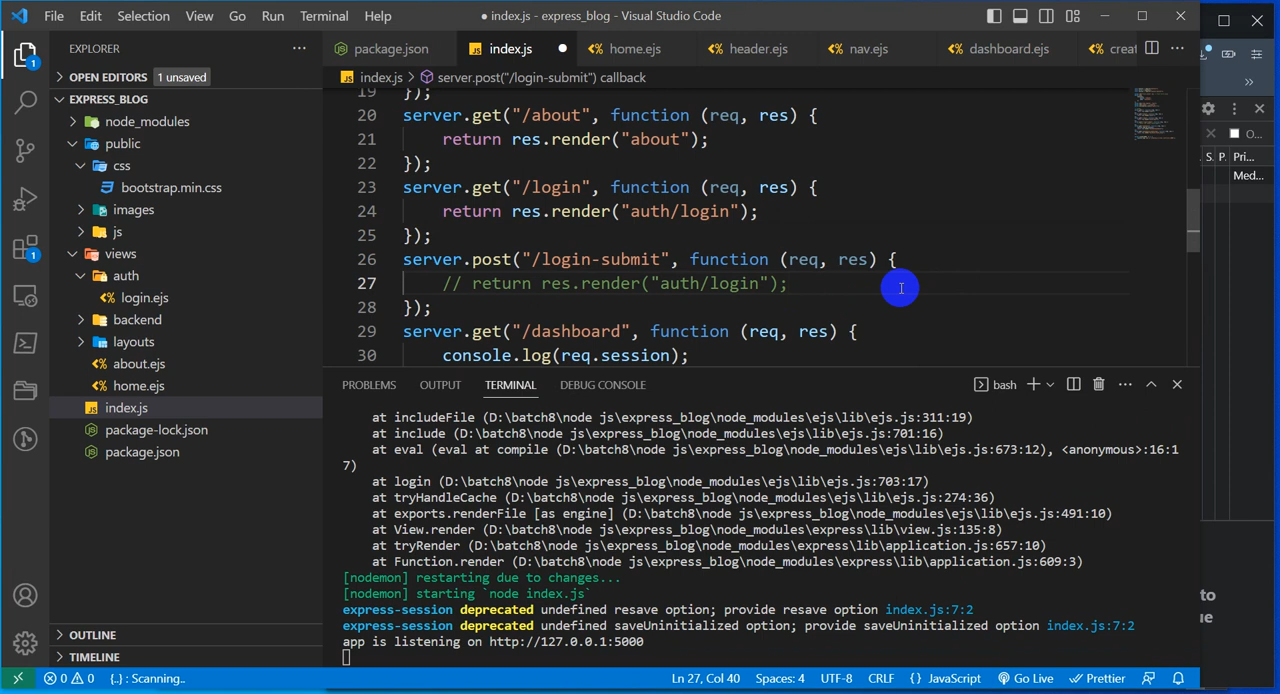 File Edit Selection View Go Run Terminal Help
● index.js - express_blog - Visual Studio Code
EXPLORER
package.json
index.js
home.ejs
header.ejs
nav.ejs
dashboard.ejs
creat
OPEN EDITORS 1 unsaved
index.js > server.post("/login-submit") callback
EXPRESS_BLOG
node_modules
public
css
bootstrap.min.css
images
js
views
auth
login.ejs
backend
layouts
about.ejs
home.ejs
index.js
package-lock.json
package.json
OUTLINE
TIMELINE
19 });
20 server.get("/about", function (req, res) {
21 return res.render("about");
22 });
23 server.get("/login", function (req, res) {
24 return res.render("auth/login");
25 });
26 server.post("/login-submit", function (req, res) {
27 // return res.render("auth/login");
28 });
29 server.get("/dashboard", function (req, res) {
30 console.log(req.session);
PROBLEMS OUTPUT TERMINAL DEBUG CONSOLE
bash
at includeFile (D:\batch8\node js\express_blog\node_modules\ejs\lib\ejs.js:311:19)
at include (D:\batch8\node js\express_blog\node_modules\ejs\lib\ejs.js:701:16)
at eval (eval at compile (D:\batch8\node js\express_blog\node_modules\ejs\lib\ejs.js:673:12), <anonymous>:16:1
7)
at login (D:\batch8\node js\express_blog\node_modules\ejs\lib\ejs.js:703:17)
at tryHandleCache (D:\batch8\node js\express_blog\node_modules\ejs\lib\ejs.js:274:36)
at exports.renderFile [as engine] (D:\batch8\node js\express_blog\node_modules\ejs\lib\ejs.js:491:10)
at View.render (D:\batch8\node js\express_blog\node_modules\express\lib\view.js:135:8)
at tryRender (D:\batch8\node js\express_blog\node_modules\express\lib\application.js:657:10)
at Function.render (D:\batch8\node js\express_blog\node_modules\express\lib\application.js:609:3)
[nodemon] restarting due to changes...
[nodemon] starting `node index.js`
express-session deprecated undefined resave option; provide resave option index.js:7:2
express-session deprecated undefined saveUninitialized option; provide saveUninitialized option index.js:7:2
app is listening on http://127.0.0.1:5000
0 0 {..} : Scanning..
Ln 27, Col 40 Spaces: 4 UTF-8 CRLF {} JavaScript Go Live Prettier
O...
S. P. Pri...
Med...
to
ue